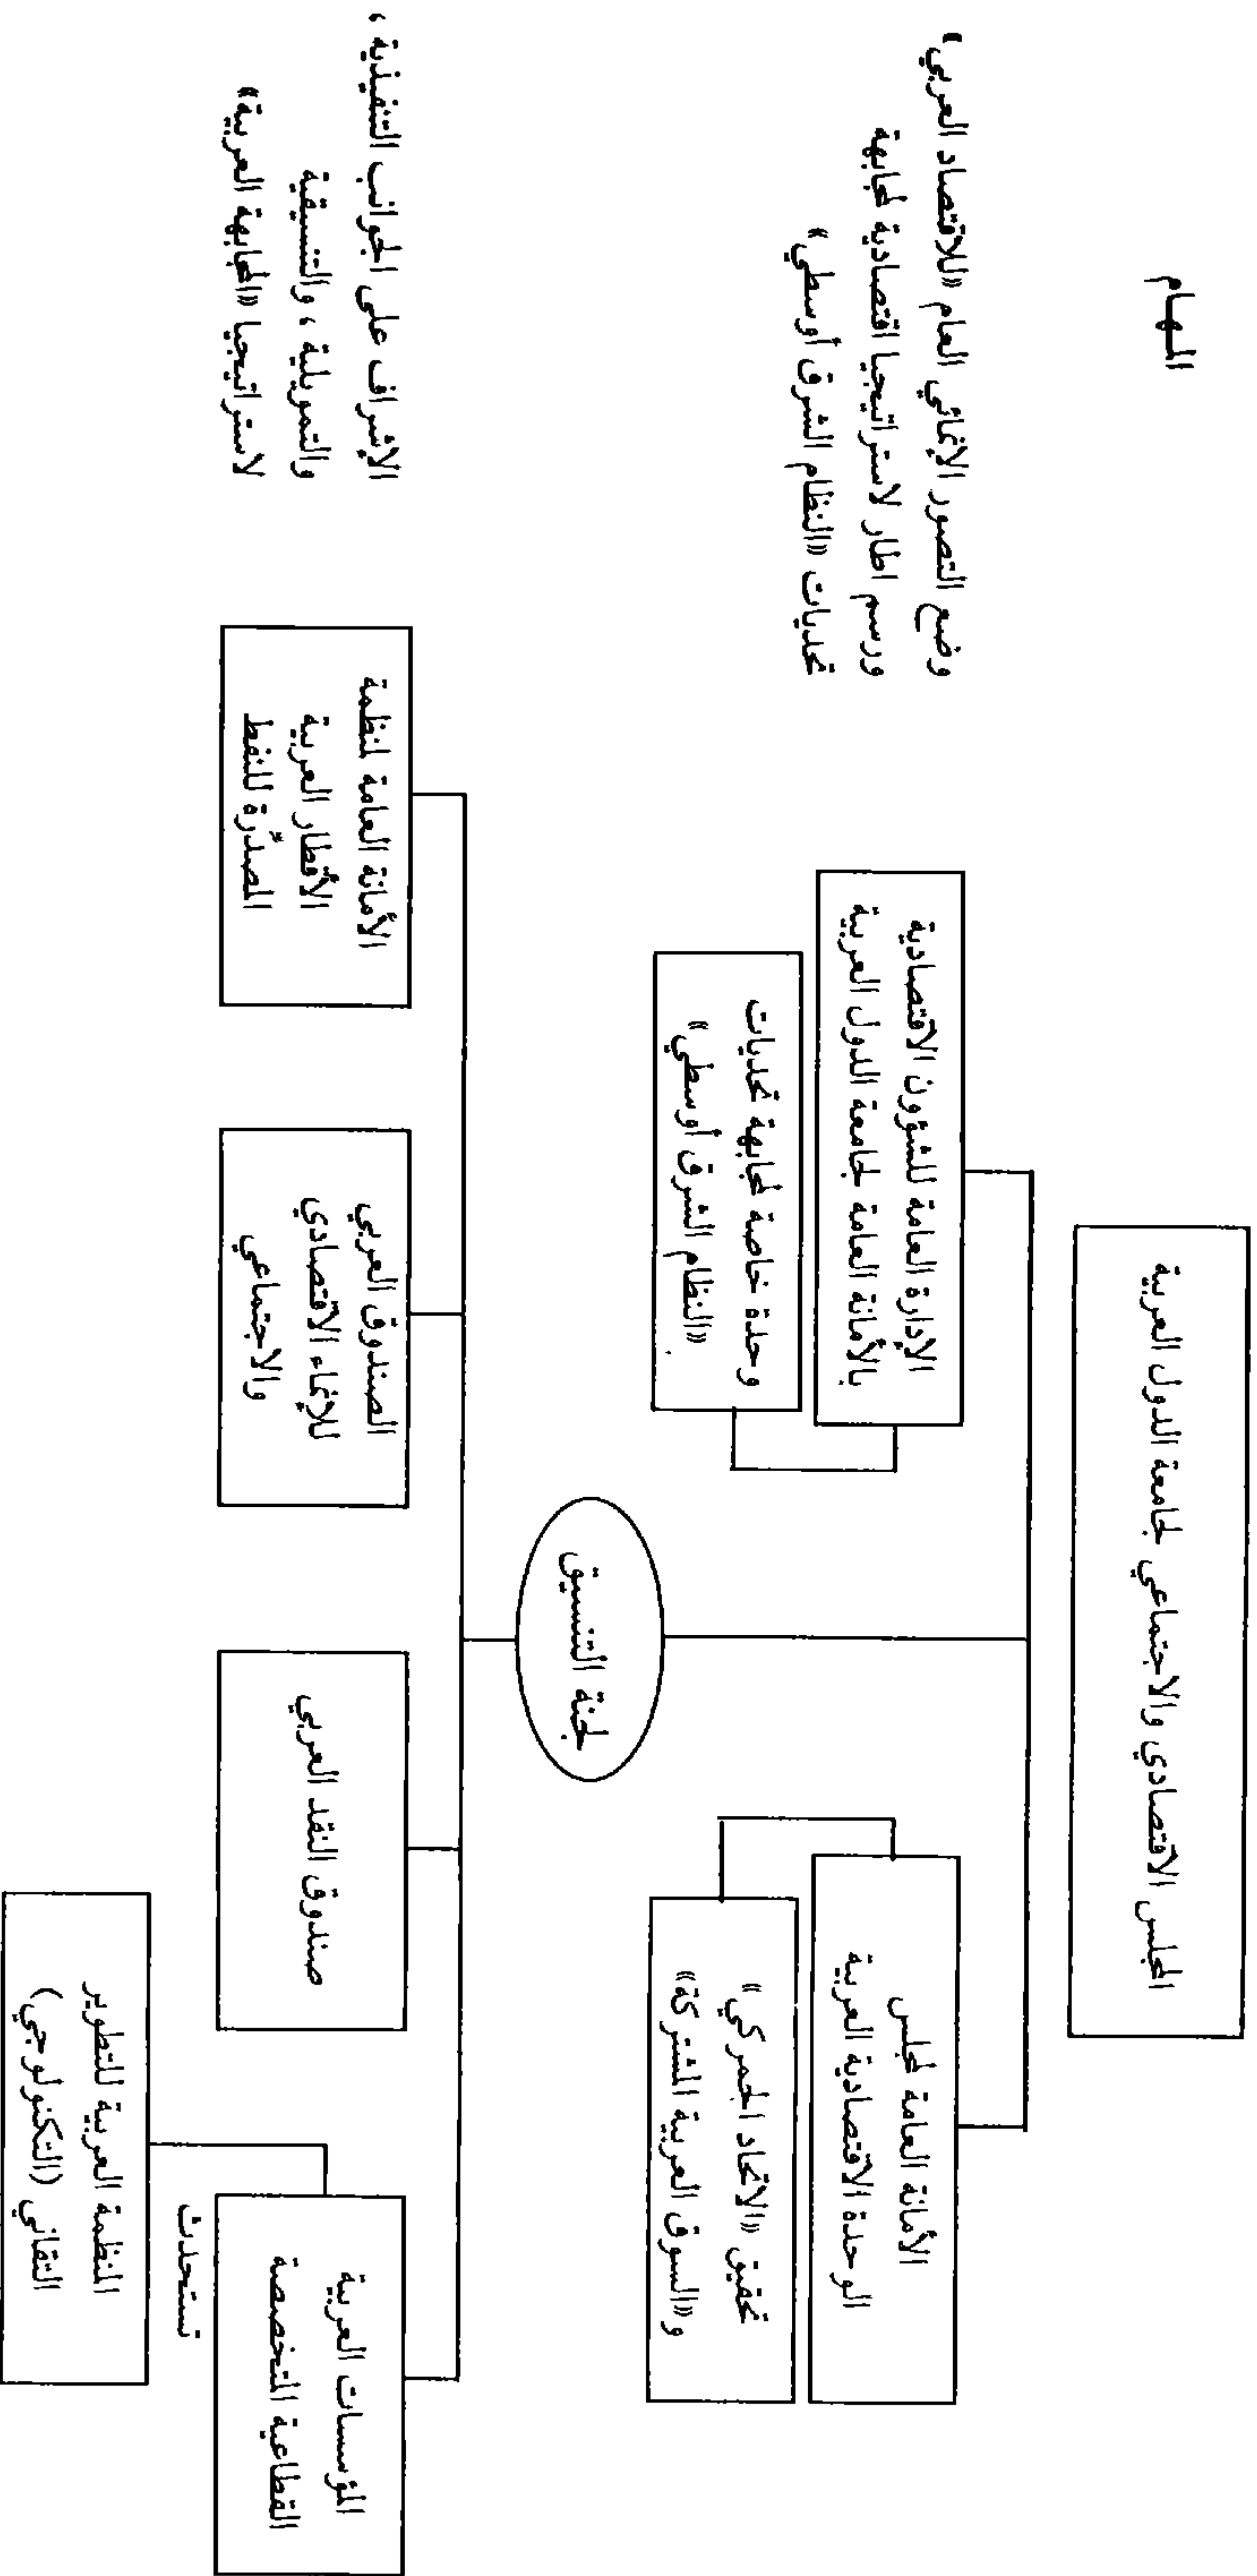 المهام
المجلس الاقتصادي والاجتماعي لجامعة الدول العربية
وضع التصور الإنمائي العام «للاقتصاد العربي»
ورسم اطار لاستراتيجيا اقتصادية لمجابهة
تحديات «النظام الشرق أوسطي»
الإدارة العامة للشؤون الاقتصادية
بالأمانة العامة لجامعة الدول العربية
وحدة خاصة لمجابهة تحديات
«النظام الشرق أوسطي»
الأمانة العامة لمجلس
الوحدة الاقتصادية العربية
تحقيق «الاتحاد الجمركي»
و«السوق العربية المشتركة»
لجنة التنسيق
الإشراف على الجوانب التنفيذية ،
والتمويلية ، والتنسيقية
لاستراتيجيا «المجابهة العربية»
الأمانة العامة لمنظمة
الأقطار العربية
المصدّرة للنفط
الصندوق العربي
للإنماء الاقتصادي
والاجتماعي
صندوق النقد العربي
المؤسسات العربية
القطاعية المتخصصة
تستحدث
المنظمة العربية للتطوير
التقاني (التكنولوجي)